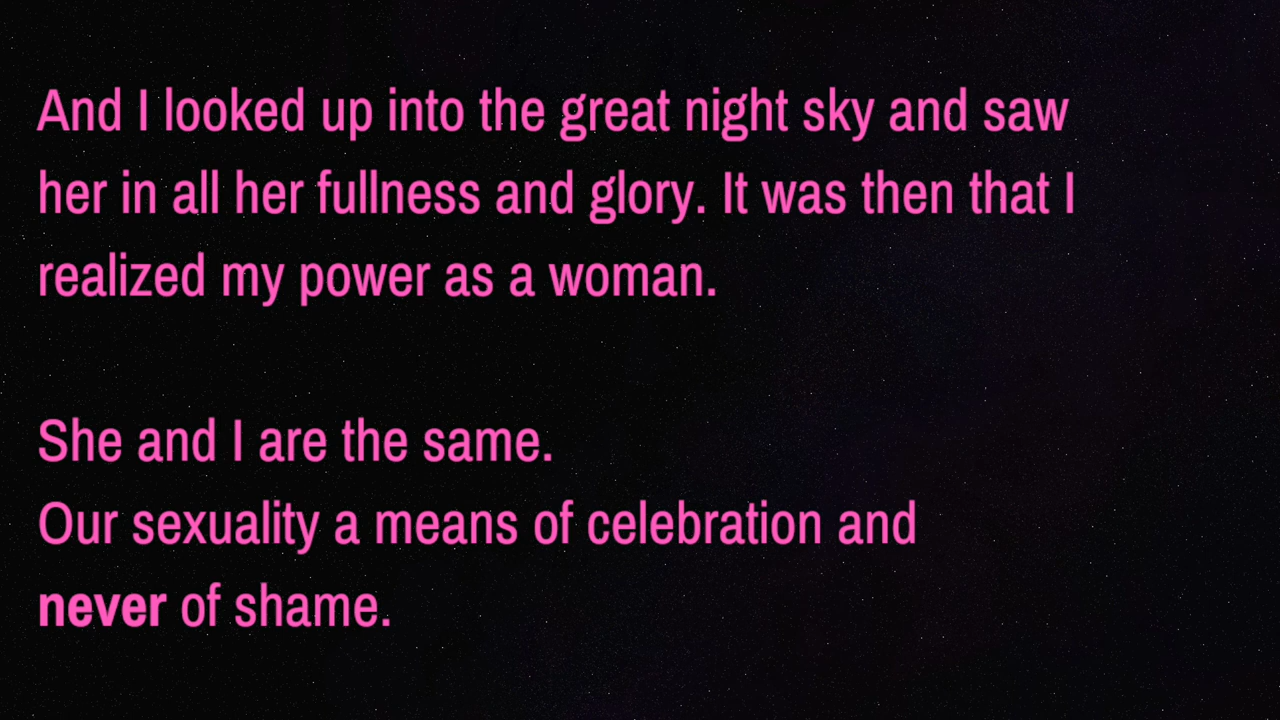 And I looked up into the great night sky and saw
her in all her fullness and glory. It was then that I
realized my power as a woman.
She and I are the same.
Our sexuality a means of celebration and
never of shame.